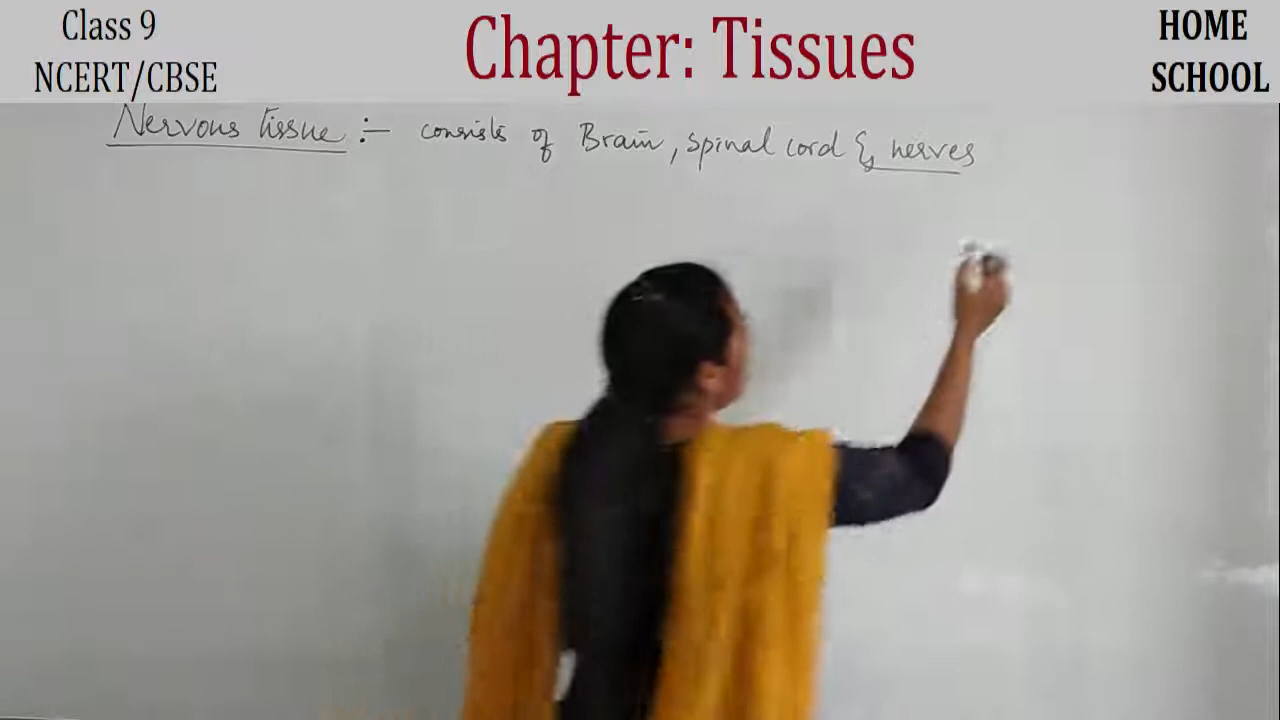 Class 9
NCERT/CBSE
Chapter: Tissues
HOME
SCHOOL
Nervous tissue :- consists of Brain, spinal cord & nerves